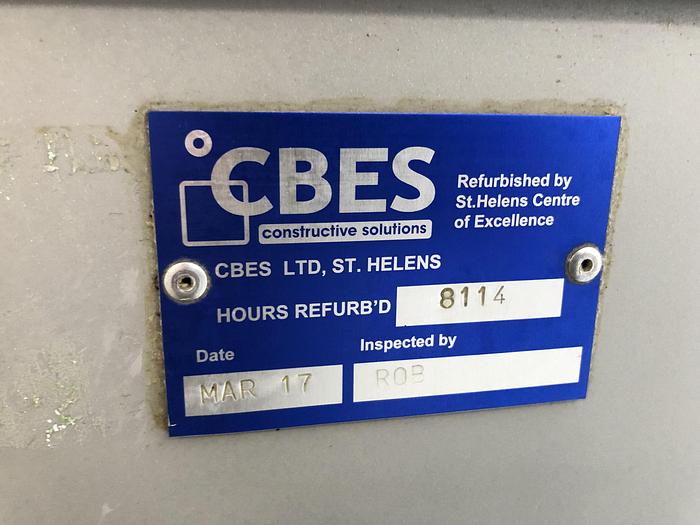 CBES
constructive solutions
Refurbished by
St.Helens Centre
of Excellence
CBES LTD, ST. HELENS
HOURS REFURB'D 8114
Date
Inspected by
MAR 17
ROB